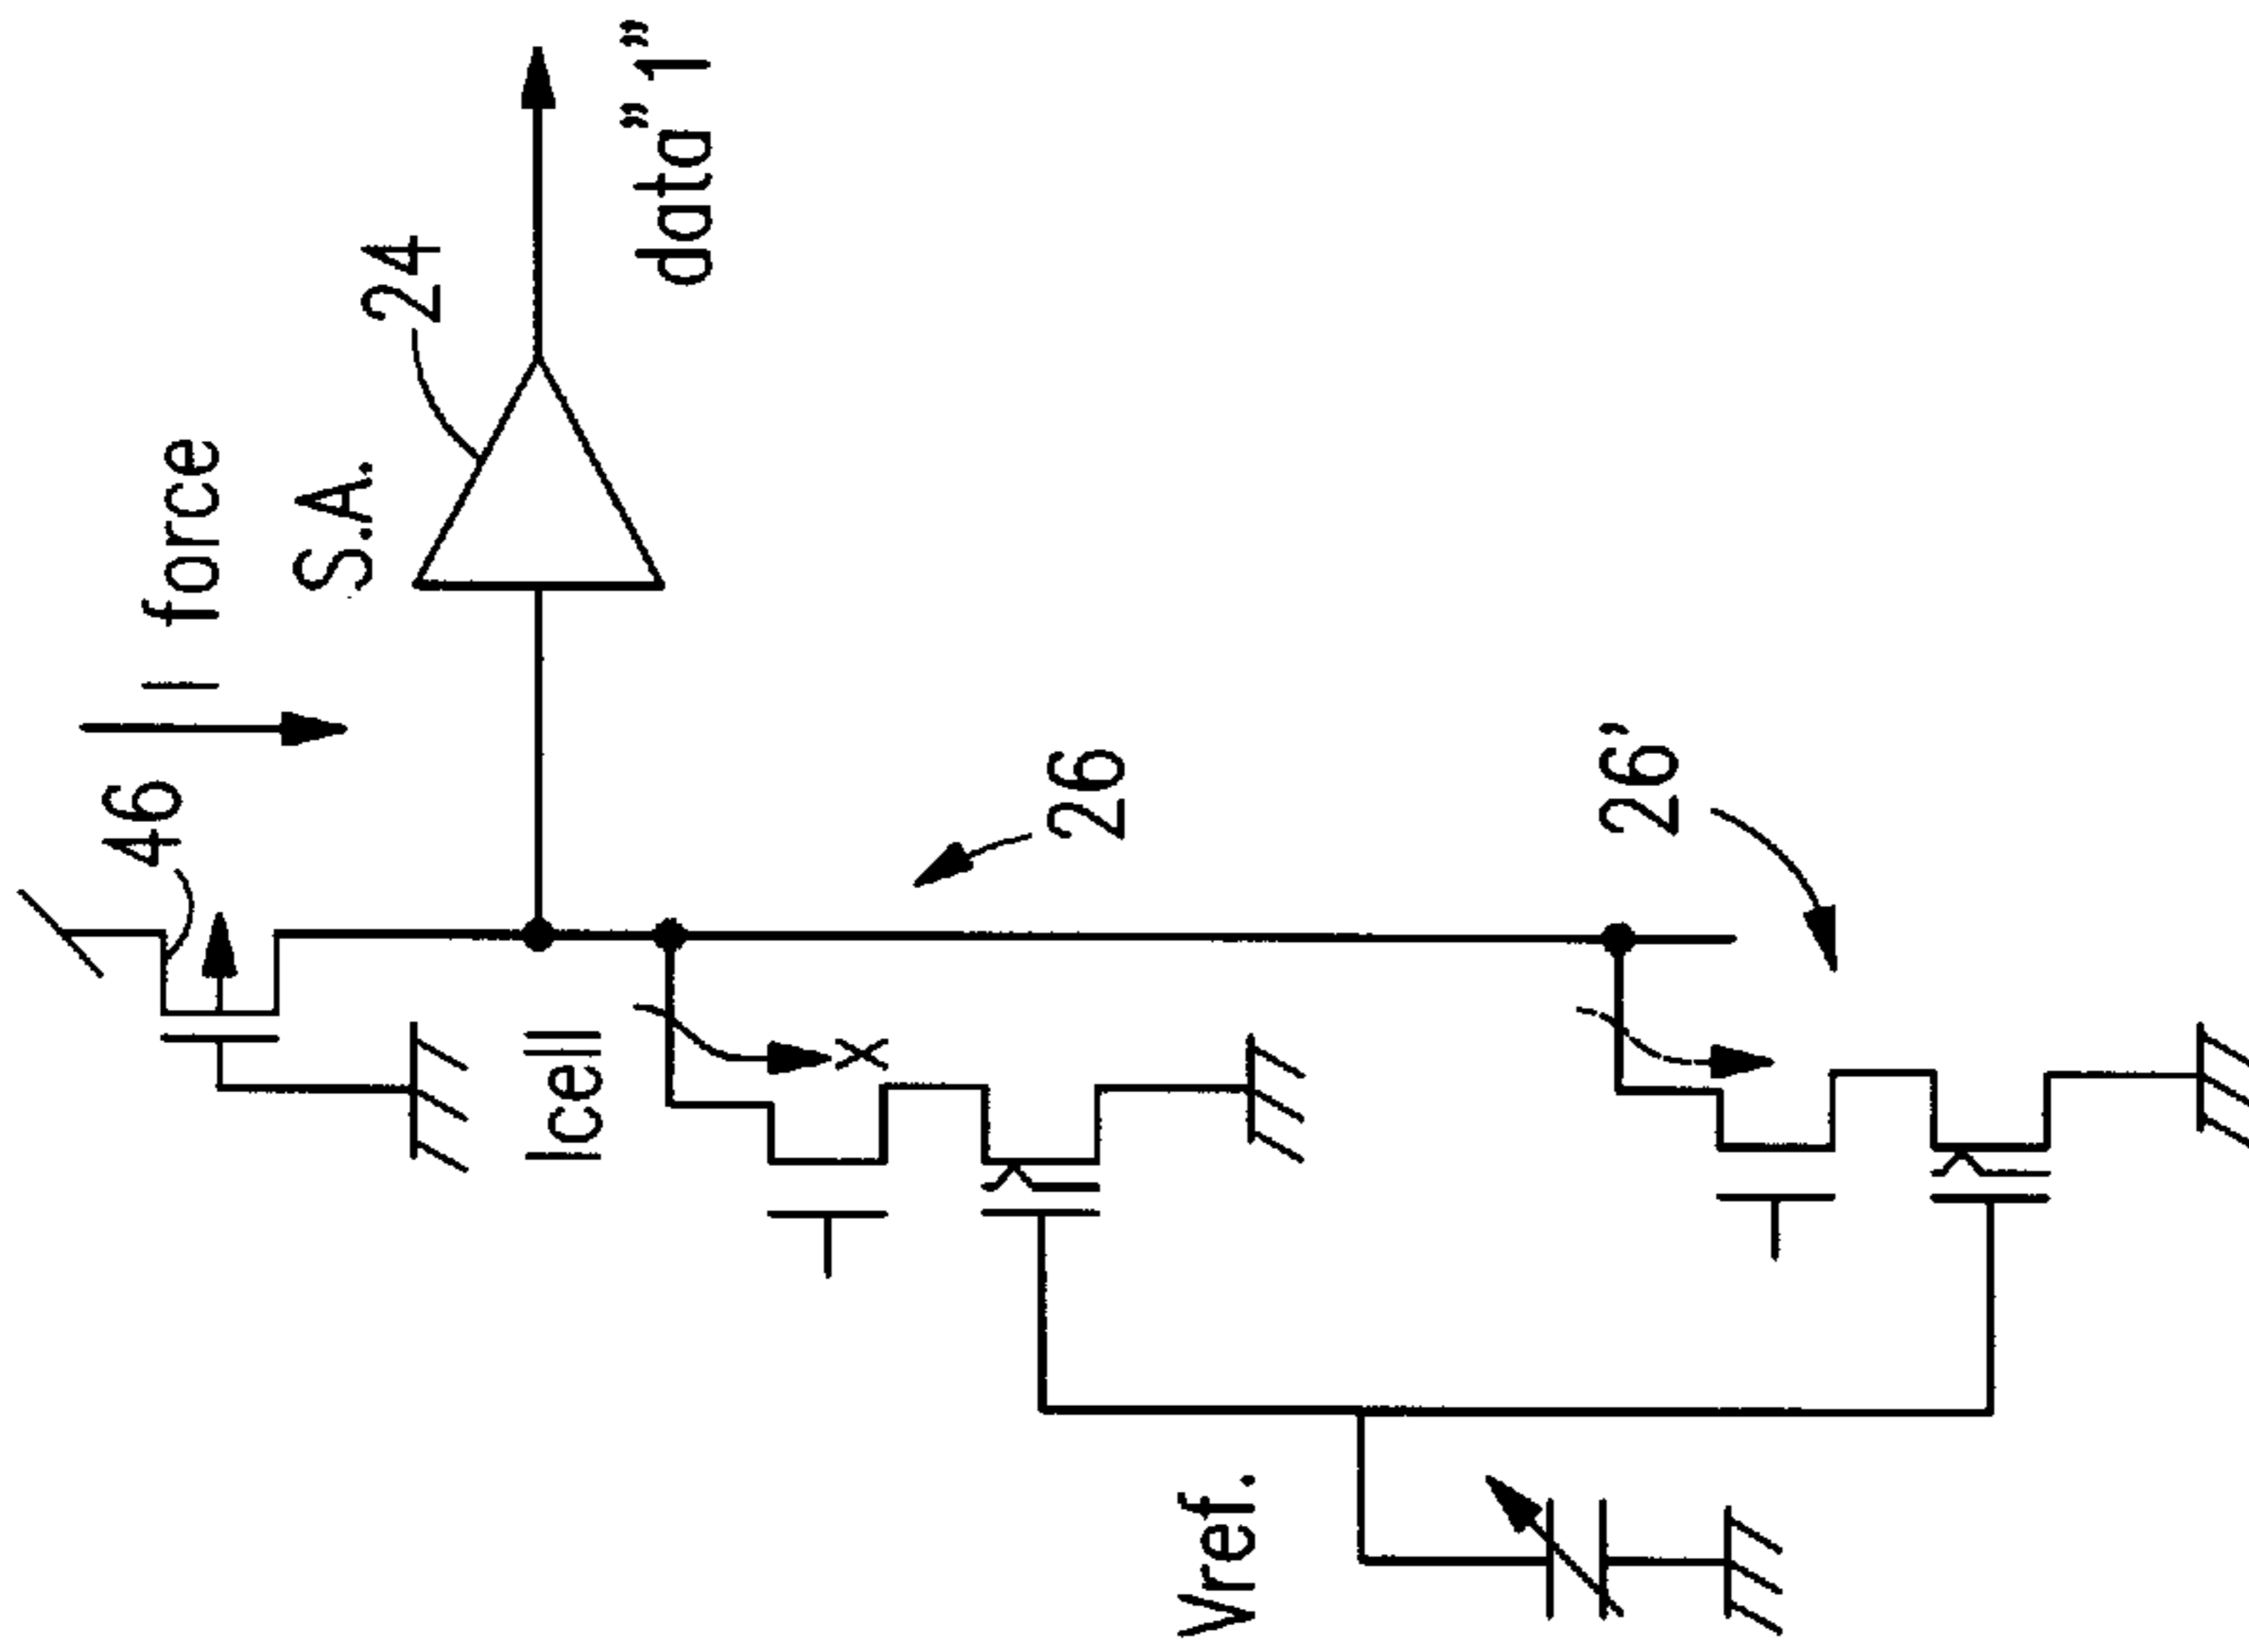 46
I force
S.A.
24
data"1"
Icell
26
26'
Vref.